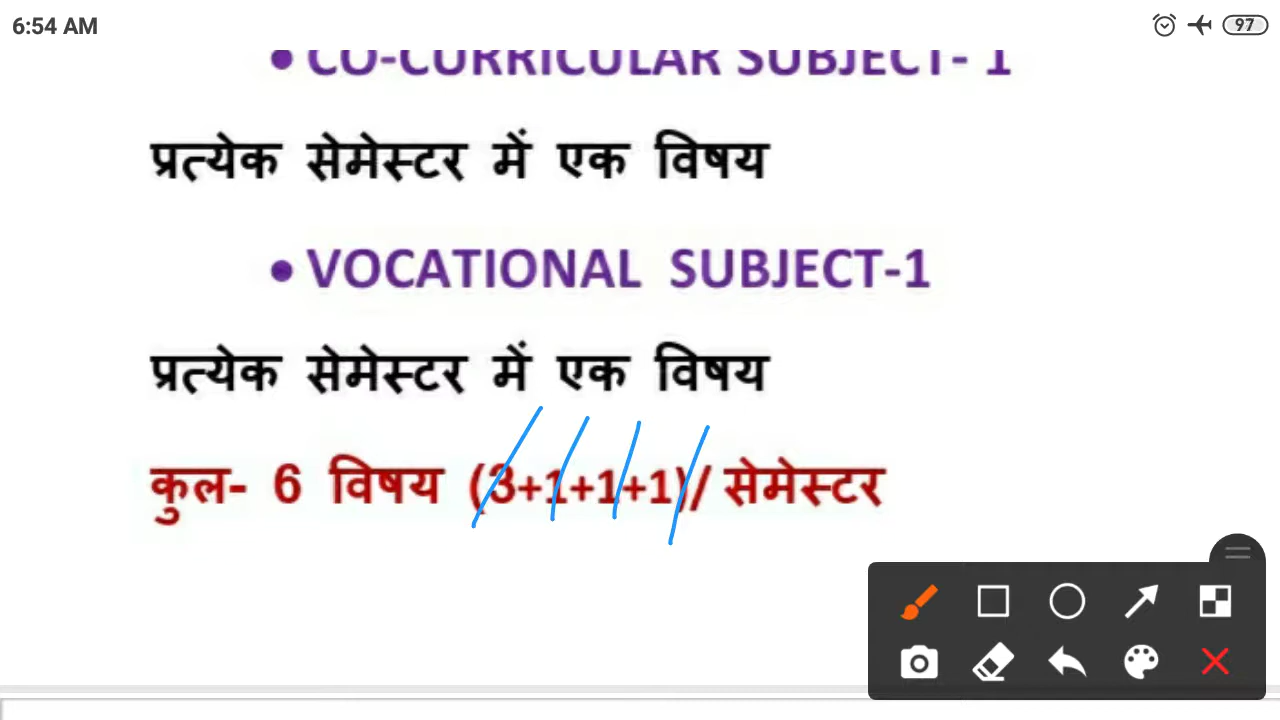 6:54 AM
97
• CO-CURRICULAR SUBJECT- 1
प्रत्येक सेमेस्टर में एक विषय
• VOCATIONAL SUBJECT-1
प्रत्येक सेमेस्टर में एक विषय
कुल- 6 विषय (3+1+1+1)/ सेमेस्टर